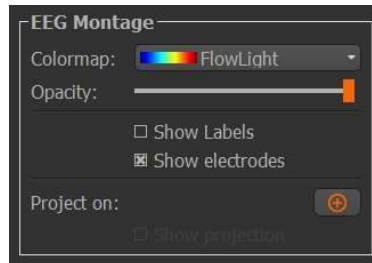 EEG Montage
Colormap: FlowLight
Opacity:
Show Labels
Show electrodes
Project on:
Show projection